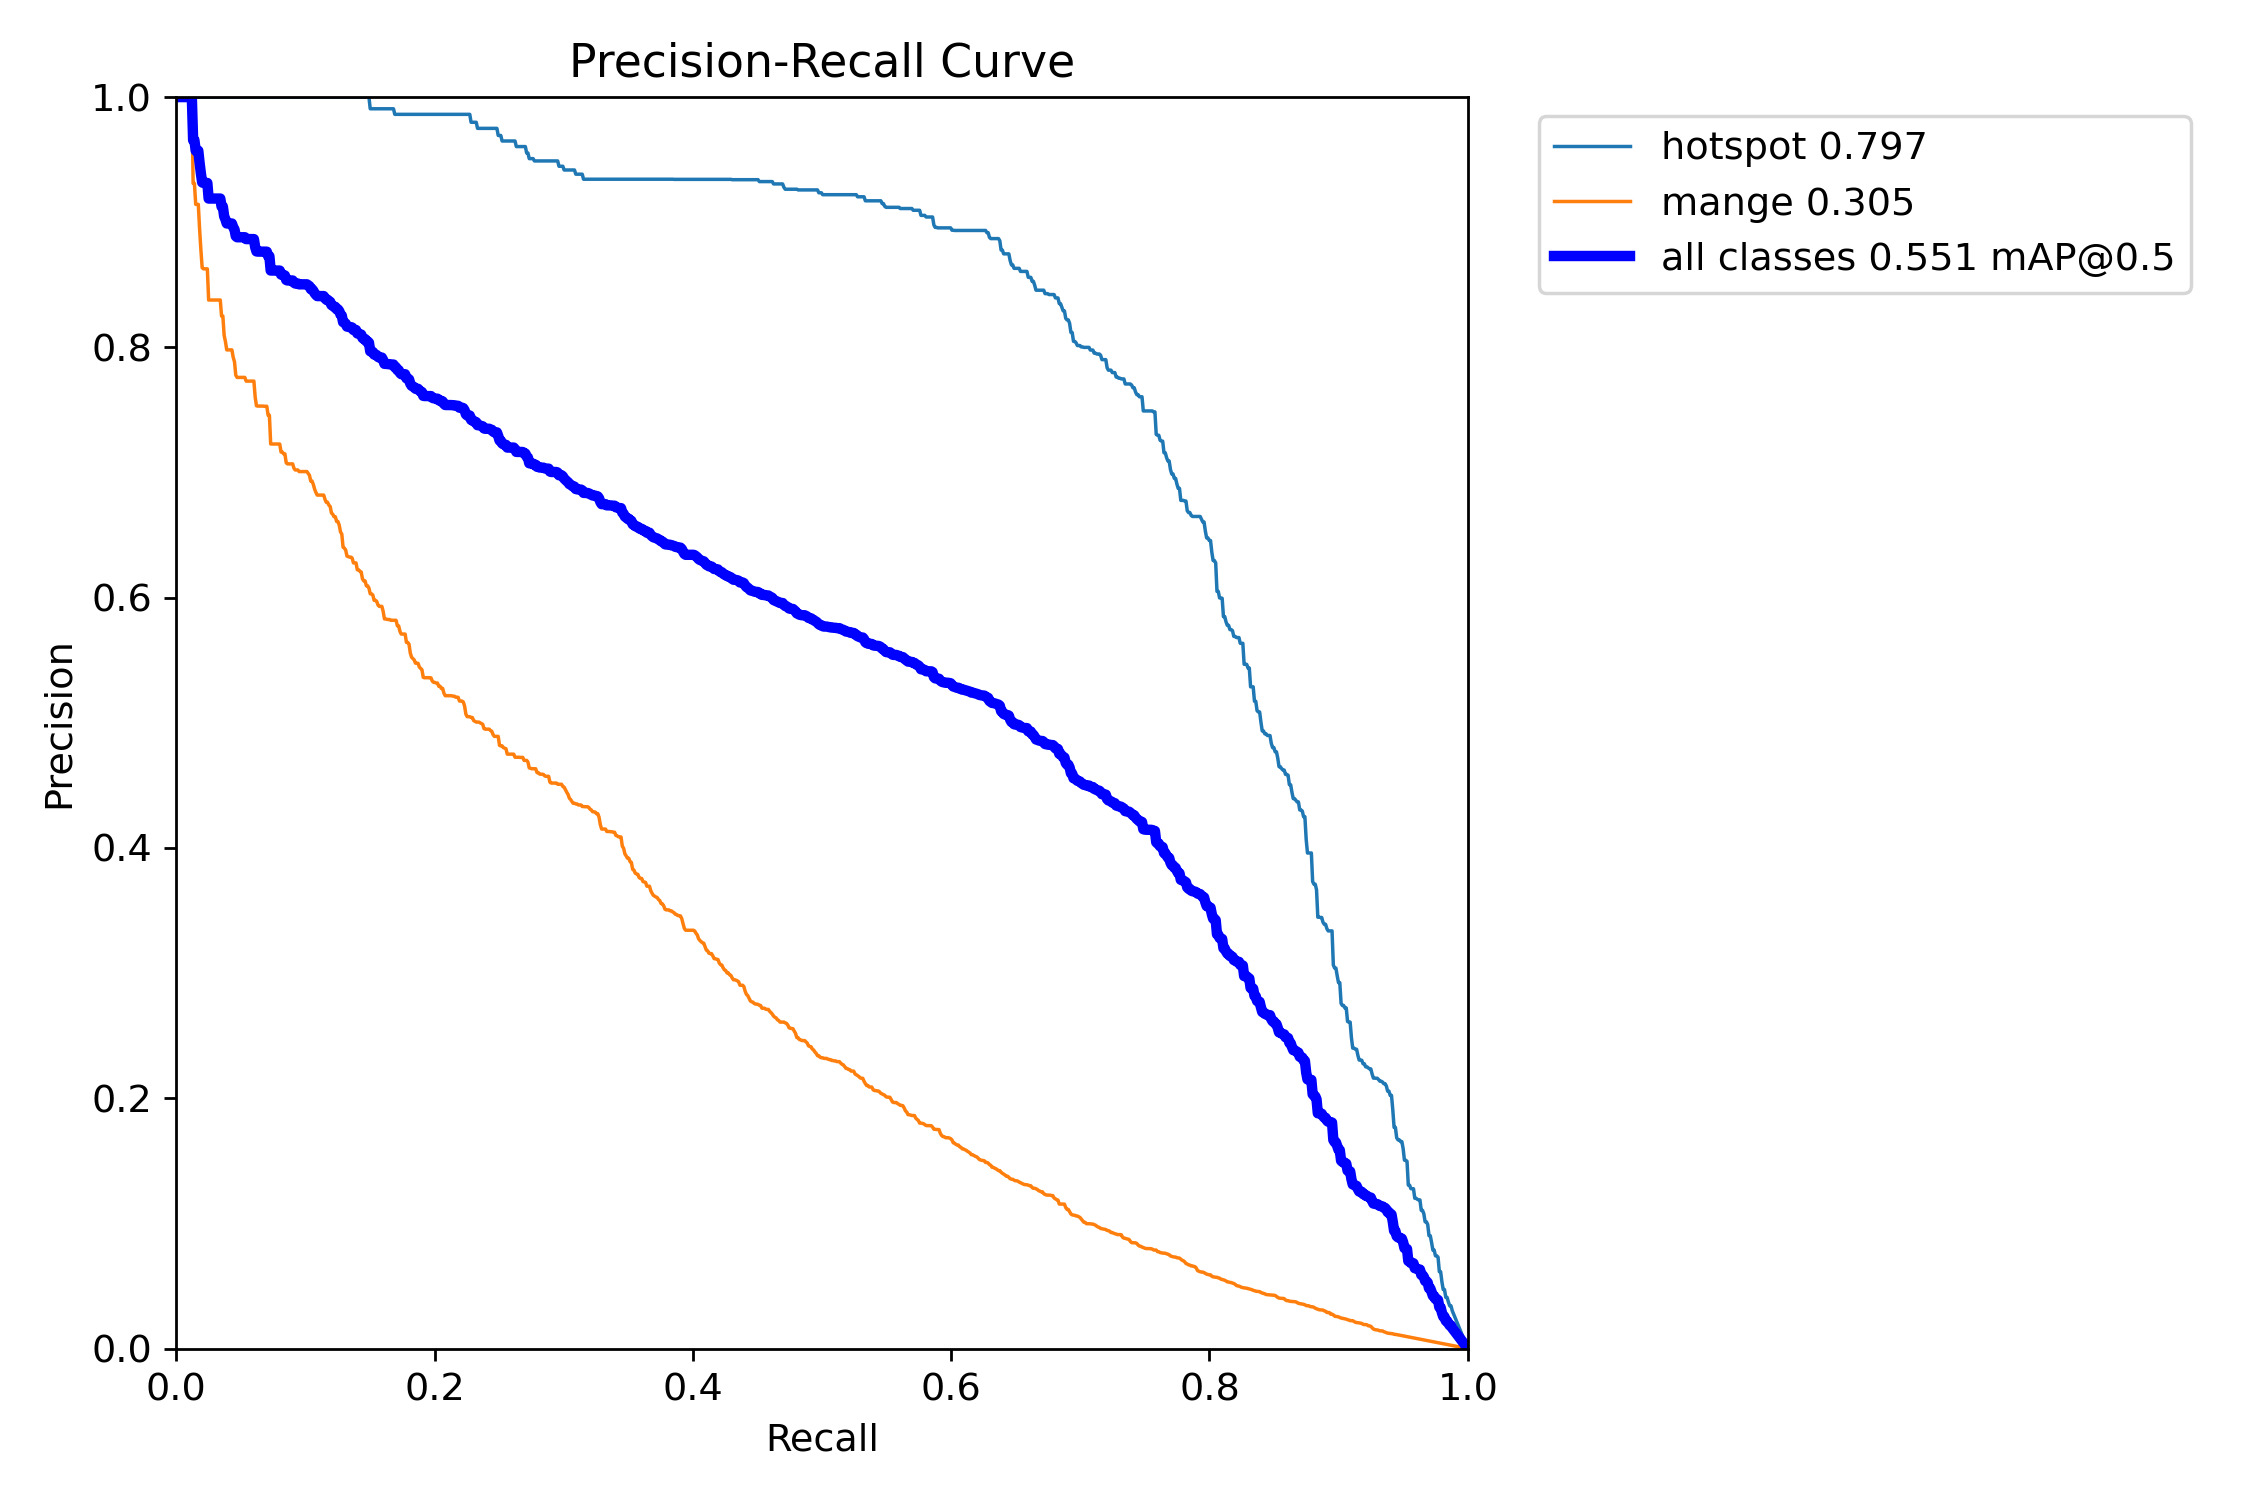 Precision-Recall Curve
1.0
0.8
0.6
0.4
0.2
0.0
Precision
0.0 0.2 0.4 0.6 0.8 1.0
Recall
hotspot 0.797
mange 0.305
all classes 0.551 mAP@0.5